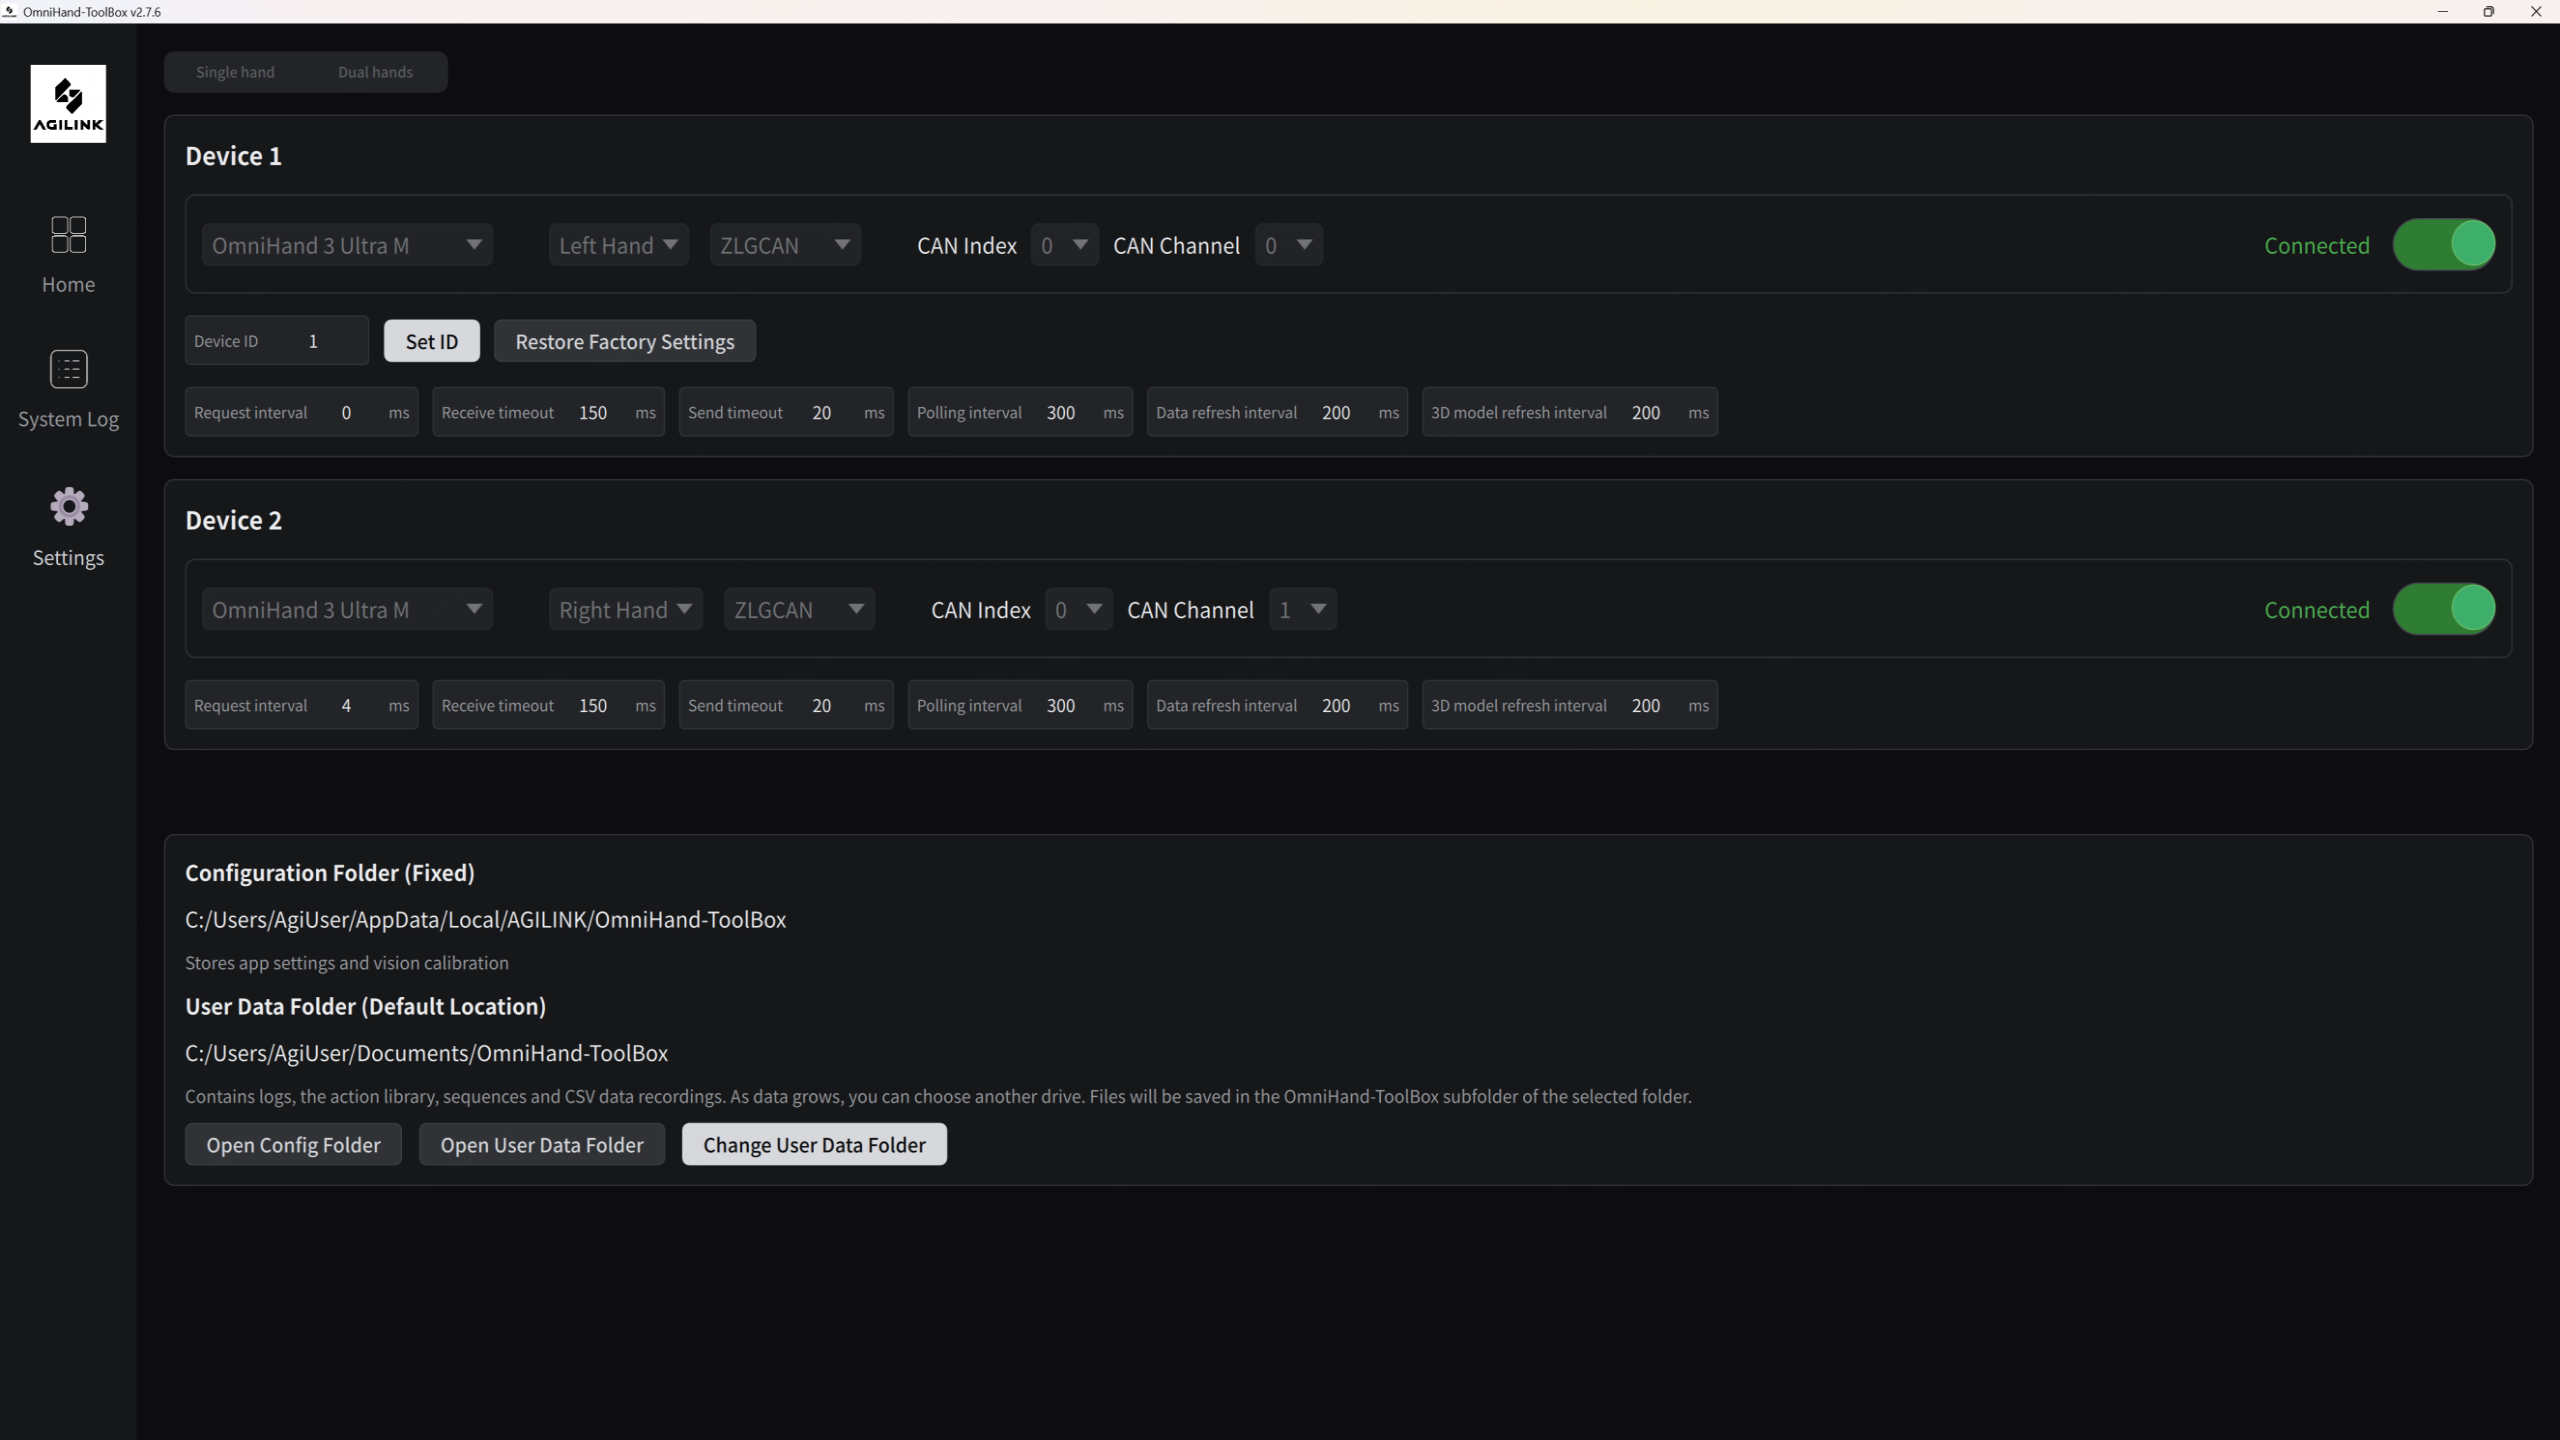 OmniHand-ToolBox v2.7.6
AGILINK
Home
System Log
Settings
Single hand Dual hands
Device 1
OmniHand 3 Ultra M Left Hand ZLGCAN CAN Index 0 CAN Channel 0 Connected
Device ID 1 Set ID Restore Factory Settings
Request interval 0 ms Receive timeout 150 ms Send timeout 20 ms Polling interval 300 ms Data refresh interval 200 ms 3D model refresh interval 200 ms
Device 2
OmniHand 3 Ultra M Right Hand ZLGCAN CAN Index 0 CAN Channel 1 Connected
Request interval 4 ms Receive timeout 150 ms Send timeout 20 ms Polling interval 300 ms Data refresh interval 200 ms 3D model refresh interval 200 ms
Configuration Folder (Fixed)
C:/Users/AgiUser/AppData/Local/AGILINK/OmniHand-ToolBox
Stores app settings and vision calibration
User Data Folder (Default Location)
C:/Users/AgiUser/Documents/OmniHand-ToolBox
Contains logs, the action library, sequences and CSV data recordings. As data grows, you can choose another drive. Files will be saved in the OmniHand-ToolBox subfolder of the selected folder.
Open Config Folder Open User Data Folder Change User Data Folder